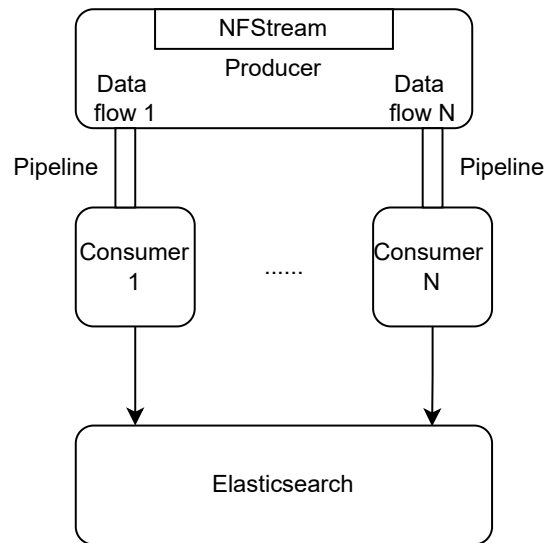 NFStream
Producer
Data
flow 1
Data
flow N
Pipeline
Pipeline
Consumer
1
......
Consumer
N
Elasticsearch